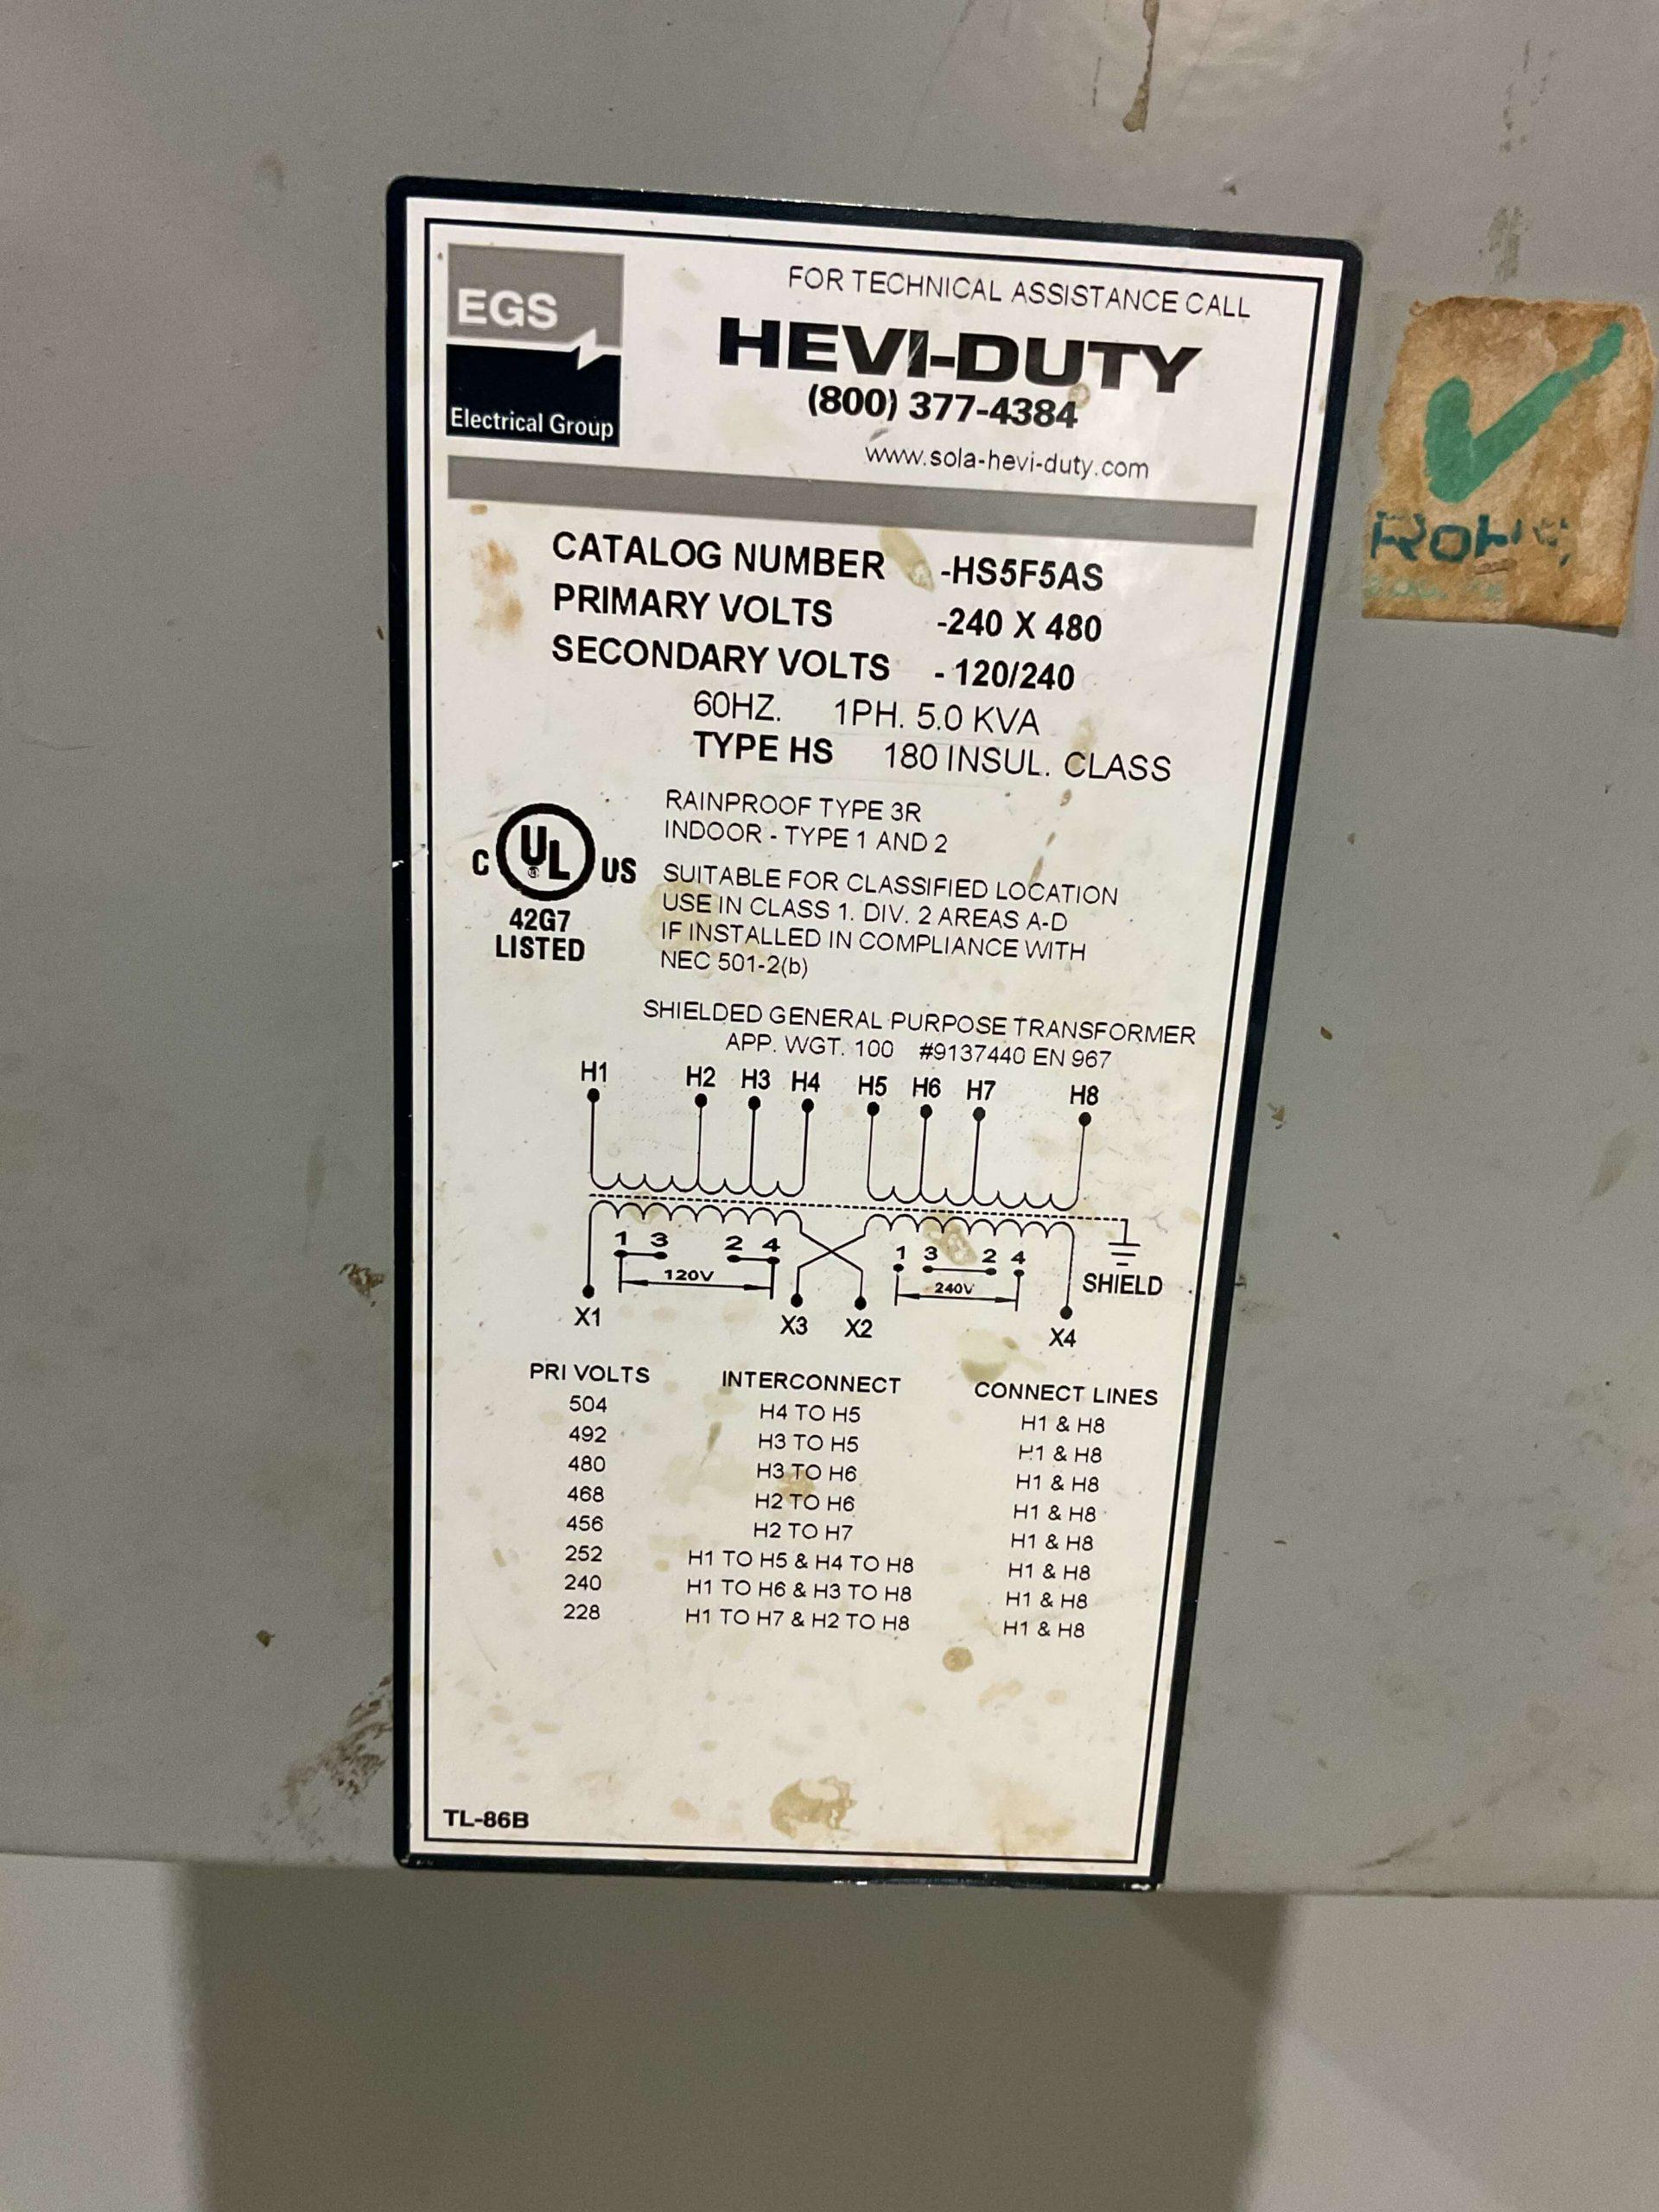 EGS
Electrical Group
FOR TECHNICAL ASSISTANCE CALL
HEVI-DUTY
(800) 377-4384
www.sola-hevi-duty.com
CATALOG NUMBER -HS5F5AS
PRIMARY VOLTS -240 X 480
SECONDARY VOLTS - 120/240
60HZ. 1PH. 5.0 KVA
TYPE HS 180 INSUL. CLASS
RAINPROOF TYPE 3R
INDOOR - TYPE 1 AND 2
C UL US
42G7
LISTED
SUITABLE FOR CLASSIFIED LOCATION
USE IN CLASS 1. DIV. 2 AREAS A-D
IF INSTALLED IN COMPLIANCE WITH
NEC 501-2(b)
SHIELDED GENERAL PURPOSE TRANSFORMER
APP. WGT. 100 #9137440 EN 967
H1 H2 H3 H4 H5 H6 H7 H8
1 3 2 4 1 3 2 4
120V 240V SHIELD
X1 X3 X2 X4
PRI VOLTS INTERCONNECT CONNECT LINES
504 H4 TO H5 H1 & H8
492 H3 TO H5 H1 & H8
480 H3 TO H6 H1 & H8
468 H2 TO H6 H1 & H8
456 H2 TO H7 H1 & H8
252 H1 TO H5 & H4 TO H8 H1 & H8
240 H1 TO H6 & H3 TO H8 H1 & H8
228 H1 TO H7 & H2 TO H8 H1 & H8
TL-86B